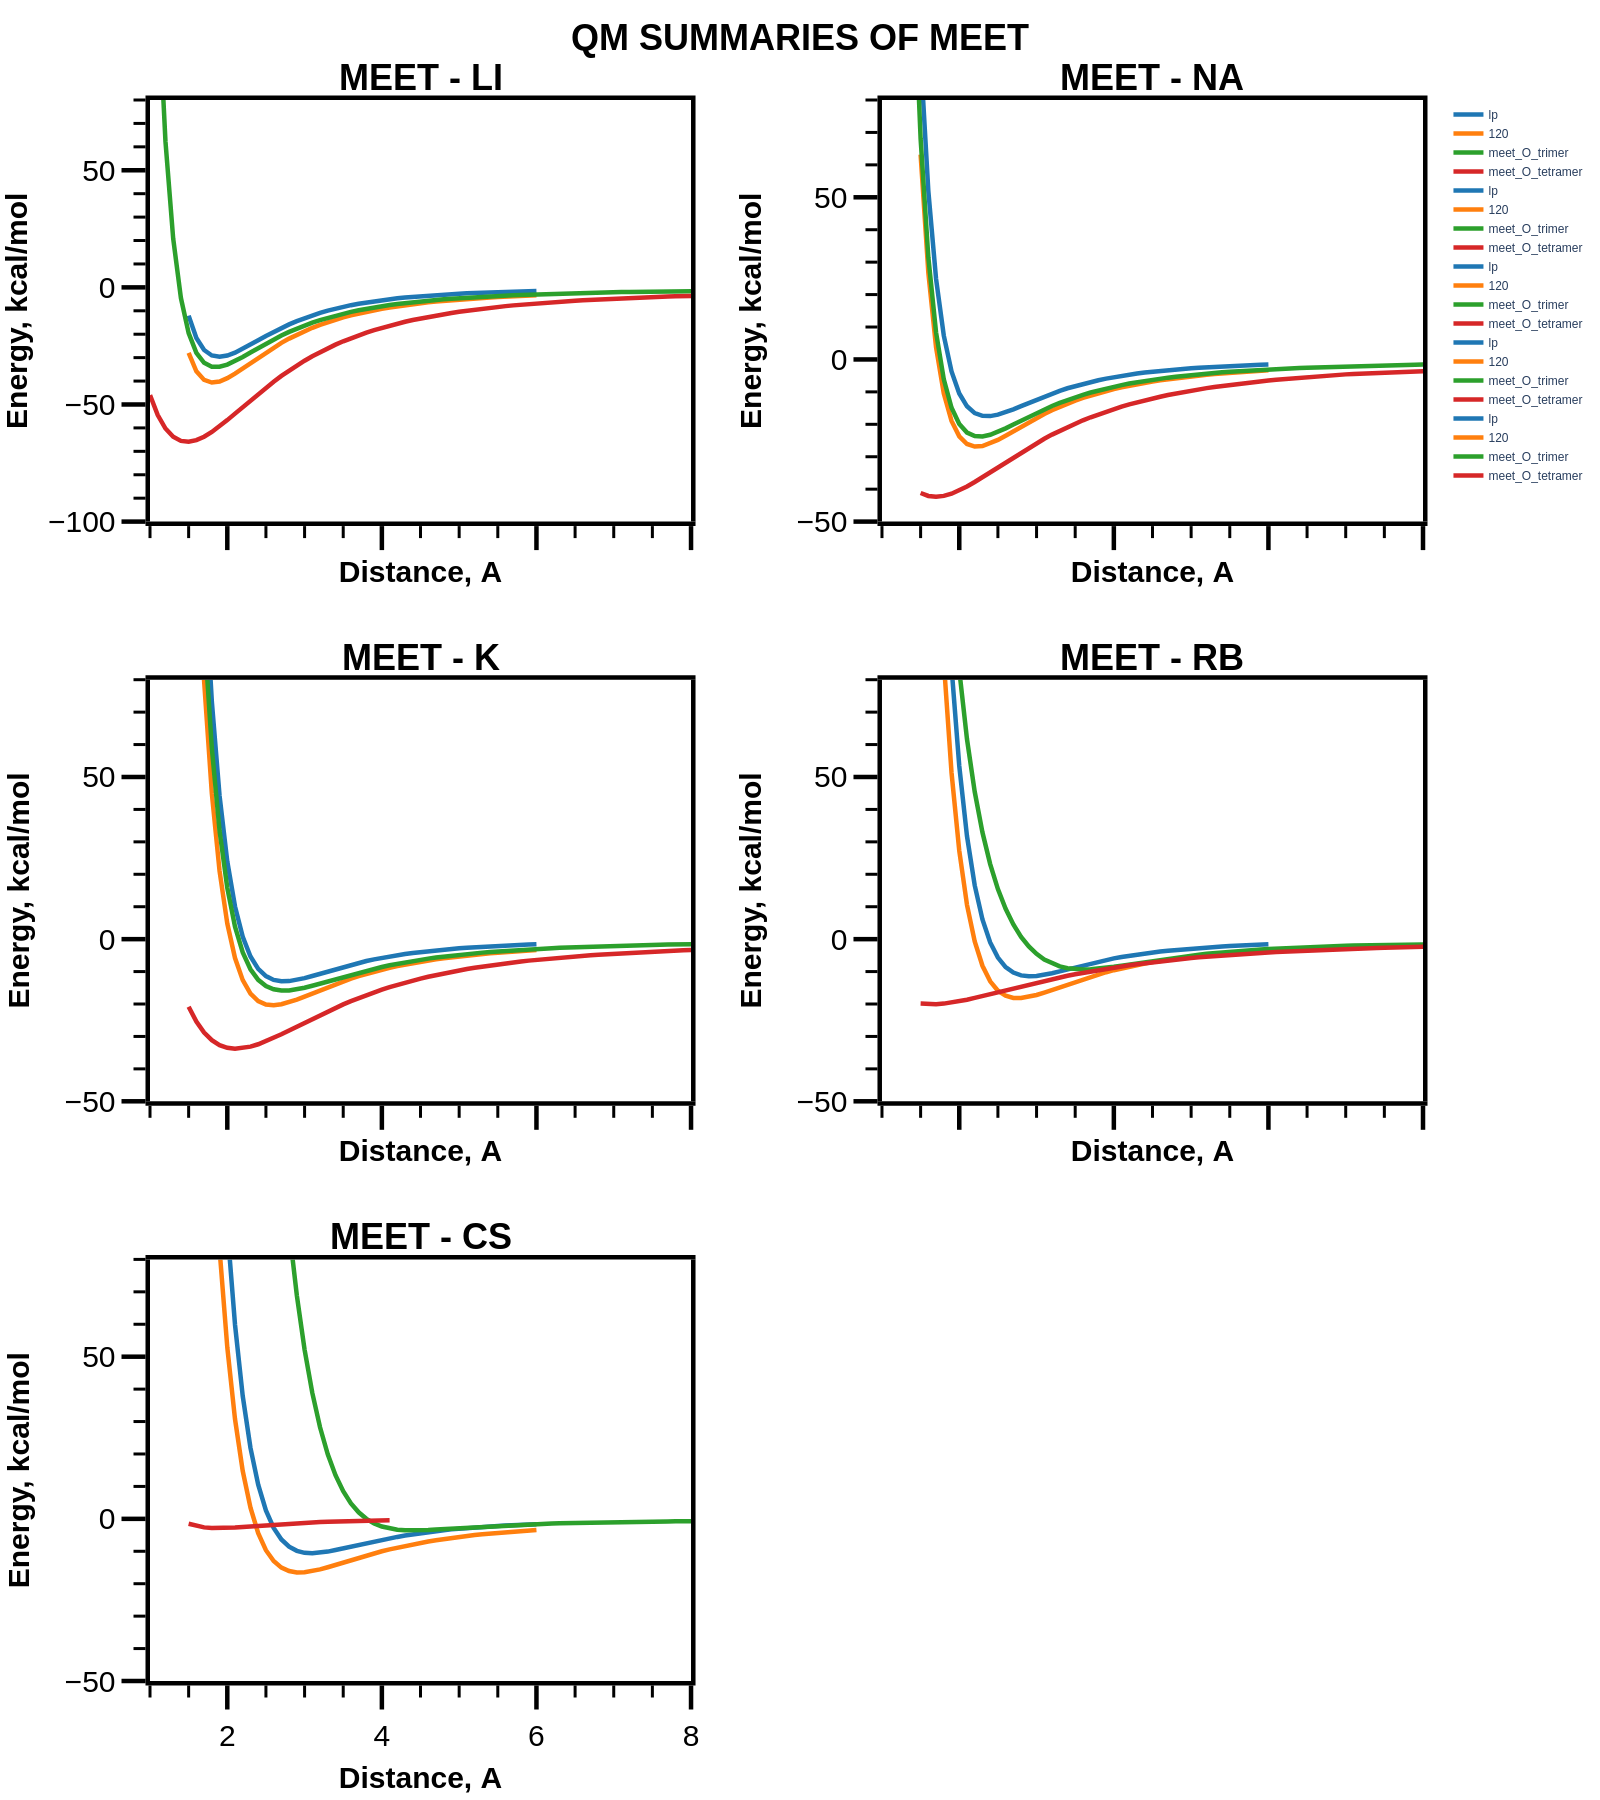 QM SUMMARIES OF MEET
MEET - LI
50
0
−50
−100
Energy, kcal/mol
Distance, A
MEET - NA
50
0
−50
Energy, kcal/mol
Distance, A
lp
120
meet_O_trimer
meet_O_tetramer
lp
120
meet_O_trimer
meet_O_tetramer
lp
120
meet_O_trimer
meet_O_tetramer
lp
120
meet_O_trimer
meet_O_tetramer
lp
120
meet_O_trimer
meet_O_tetramer
MEET - K
50
0
−50
Energy, kcal/mol
Distance, A
MEET - RB
50
0
−50
Energy, kcal/mol
Distance, A
MEET - CS
50
0
−50
Energy, kcal/mol
2 4 6 8
Distance, A